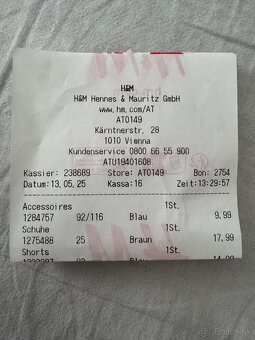 H&M
H&M Hennes & Mauritz GmbH
www.hm.com/AT
AT0149
Kärntnerstr. 28
1010 Vienna
Kundenservice 0800 66 55 900
ATU19401608
Kassier: 238689 Store: AT0149 Bon: 2754
Datum:13.05.25 Kassa:16 Zeit:13:29:57
Accessoires 1St.
1284757 92/116 Blau 9,99
Schuhe 1St.
1275488 25 Braun 17,99
Shorts 1St.
Blau